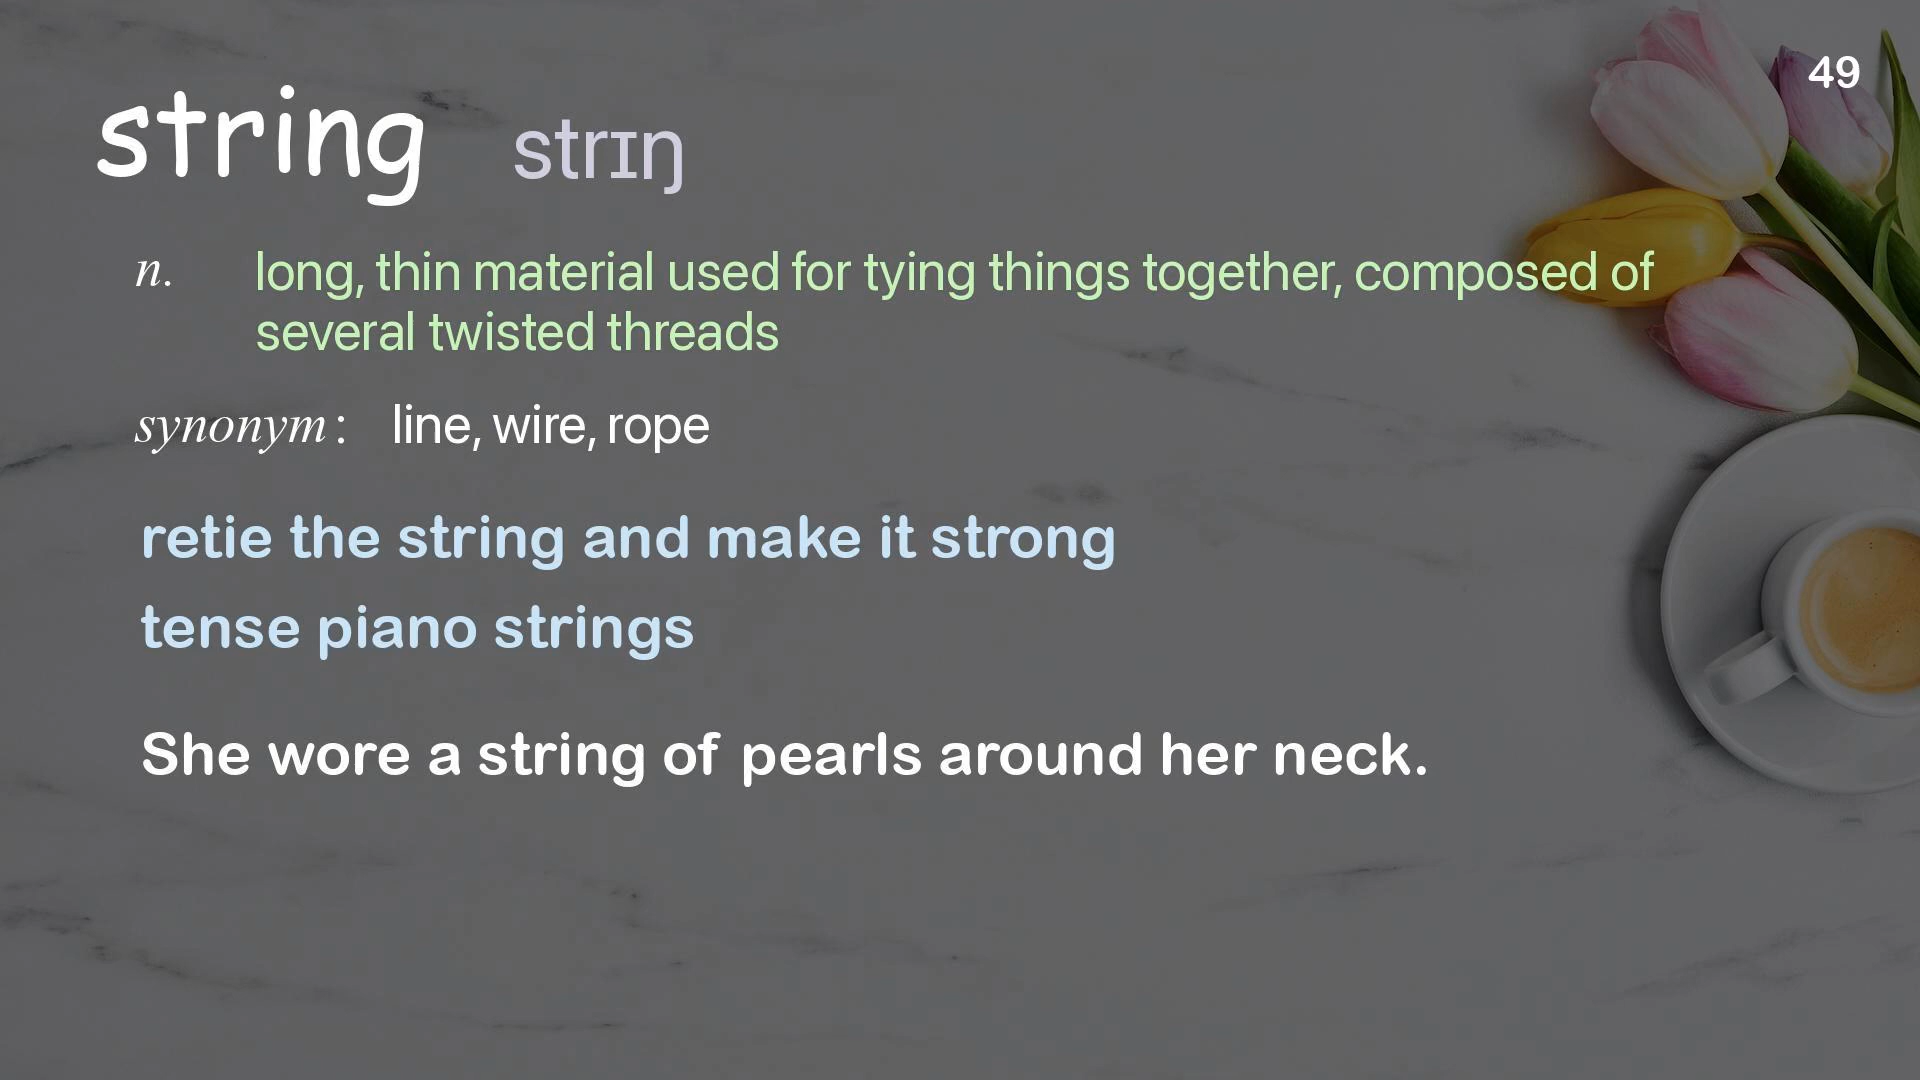 49
string strɪŋ
n. long, thin material used for tying things together, composed of
several twisted threads
synonym: line, wire, rope
retie the string and make it strong
tense piano strings
She wore a string of pearls around her neck.